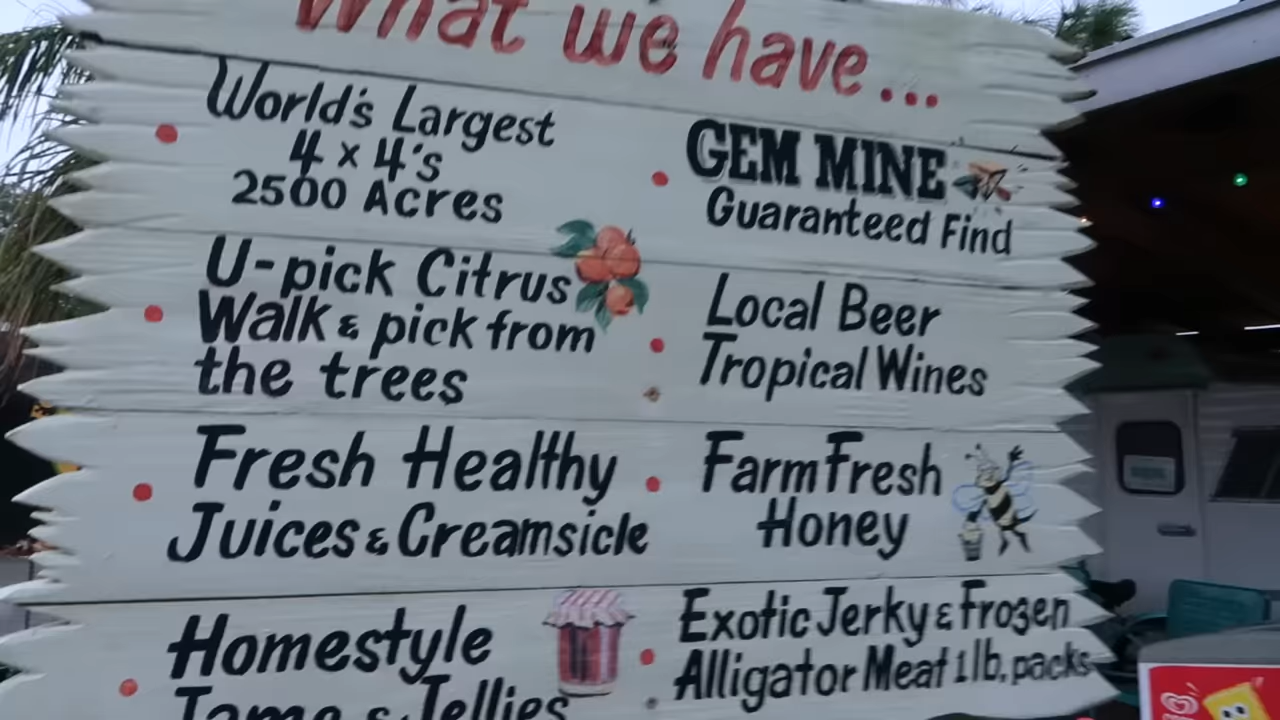 What we have...
World's Largest
4 x 4's
2500 Acres
U-pick Citrus
Walk & pick from
the trees
Fresh Healthy
Juices & Creamsicle
Homestyle
Jams & Jellies
GEM MINE
Guaranteed Find
Local Beer
Tropical Wines
Farm Fresh
Honey
Exotic Jerky & Frozen
Alligator Meat 1 lb. packs